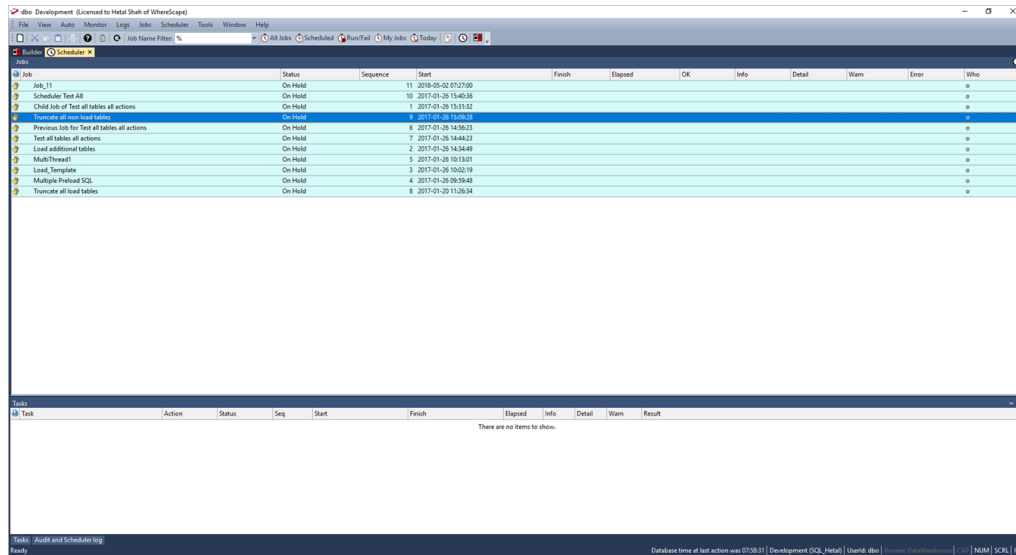 dbo Development (Licensed to Hetal Shah of WhereScape)
File View Auto Monitor Logs Jobs Scheduler Tools Window Help
Job Name Filter: % All Jobs Scheduled Run/Fail My Jobs Today
Builder Scheduler
Jobs
Job Status Sequence Start Finish Elapsed OK Info Detail Warn Error Who
Job_11 On Hold 11 2018-05-02 07:27:00 o
Scheduler Test All On Hold 10 2017-01-26 15:40:36 o
Child Job of Test all tables all actions On Hold 1 2017-01-26 15:31:32 o
Truncate all non load tables On Hold 9 2017-01-26 15:09:28 o
Previous Job for Test all tables all actions On Hold 6 2017-01-26 14:56:23 o
Test all tables all actions On Hold 7 2017-01-26 14:44:23 o
Load additional tables On Hold 2 2017-01-26 14:34:49 o
MultiThread1 On Hold 5 2017-01-26 10:13:01 o
Load_Template On Hold 3 2017-01-26 10:02:19 o
Multiple Preload SQL On Hold 4 2017-01-26 09:59:48 o
Truncate all load tables On Hold 8 2017-01-20 11:26:34 o
Tasks
Task Action Status Seq Start Finish Elapsed Info Detail Warn Result
There are no items to show.
Tasks Audit and Scheduler log
Ready Database time at last action was 07:58:31 Development (SQL_Hetal) UserId: dbo Browse: DataWarehouse CAP NUM SCRL